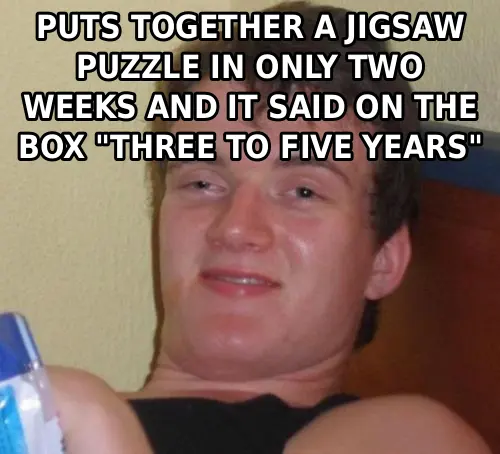 PUTS TOGETHER A JIGSAW
PUZZLE IN ONLY TWO
WEEKS AND IT SAID ON THE
BOX "THREE TO FIVE YEARS"